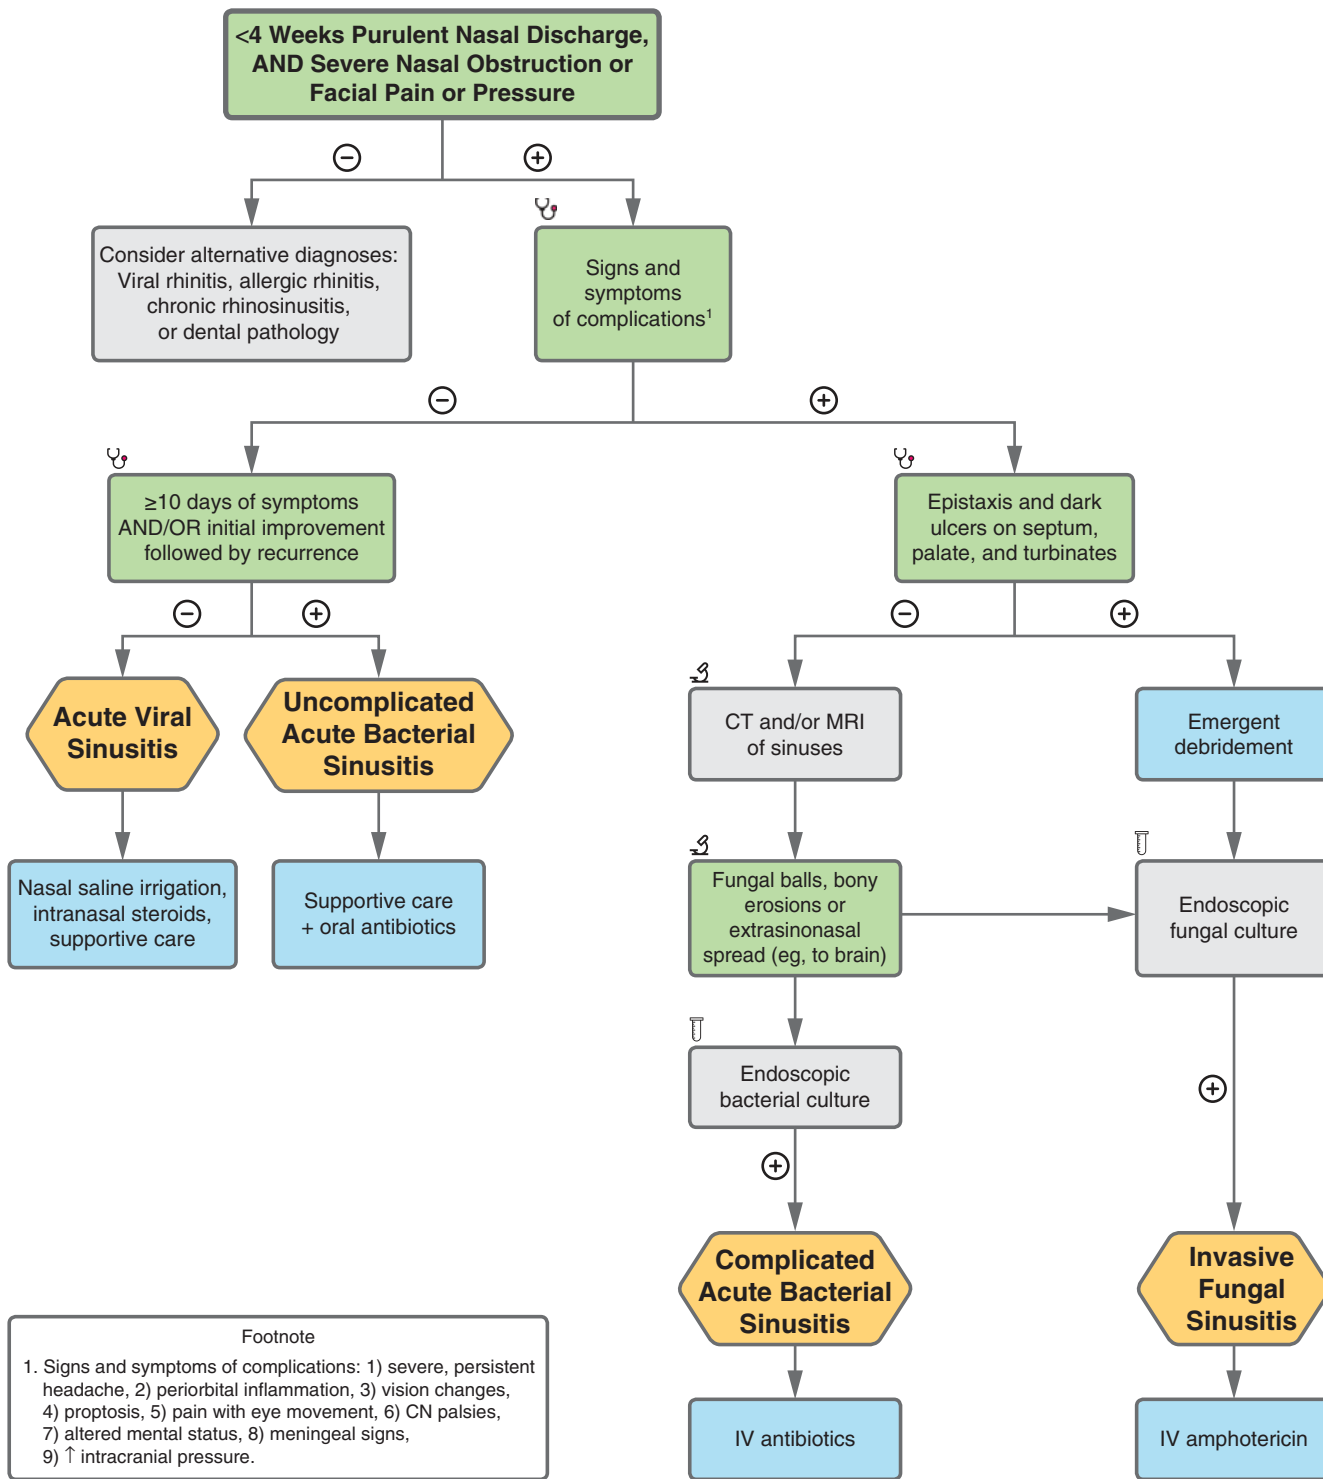 <4 Weeks Purulent Nasal Discharge,
AND Severe Nasal Obstruction or
Facial Pain or Pressure
Consider alternative diagnoses:
Viral rhinitis, allergic rhinitis,
chronic rhinosinusitis,
or dental pathology
Signs and
symptoms
of complications1
≥10 days of symptoms
AND/OR initial improvement
followed by recurrence
Epistaxis and dark
ulcers on septum,
palate, and turbinates
Acute Viral
Sinusitis
Uncomplicated
Acute Bacterial
Sinusitis
CT and/or MRI
of sinuses
Emergent
debridement
Nasal saline irrigation,
intranasal steroids,
supportive care
Supportive care
+ oral antibiotics
Fungal balls, bony
erosions or
extrasinonasal
spread (eg, to brain)
Endoscopic
fungal culture
Endoscopic
bacterial culture
Complicated
Acute Bacterial
Sinusitis
Invasive
Fungal
Sinusitis
IV antibiotics
IV amphotericin
Footnote
1. Signs and symptoms of complications: 1) severe, persistent
headache, 2) periorbital inflammation, 3) vision changes,
4) proptosis, 5) pain with eye movement, 6) CN palsies,
7) altered mental status, 8) meningeal signs,
9) ↑ intracranial pressure.